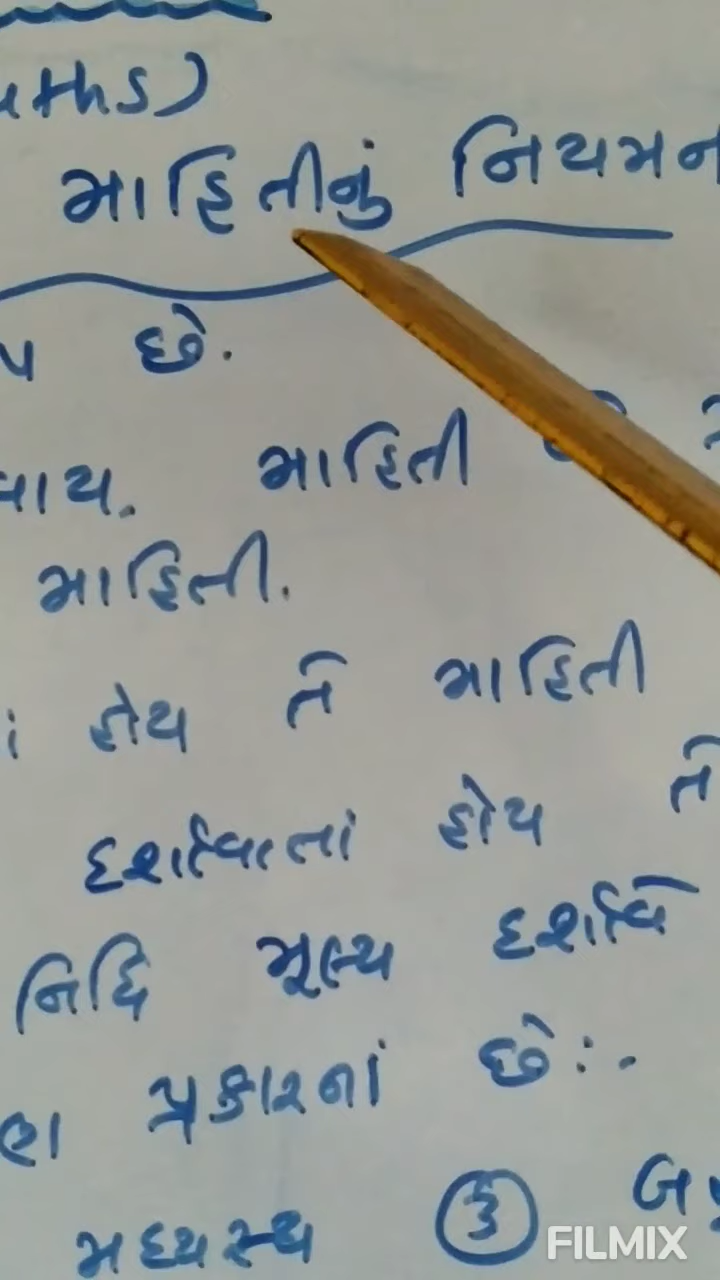 aths)
માહિતીનું નિયમન
છે.
માહિતી
માહિતી.
હોય તે માહિતી
દર્શાવાતાં હોય તે
નિધિ મૂલ્ય દર્શાવે
પ્રકારનાં છે:-
મધ્યસ્થ ③
FILMIX